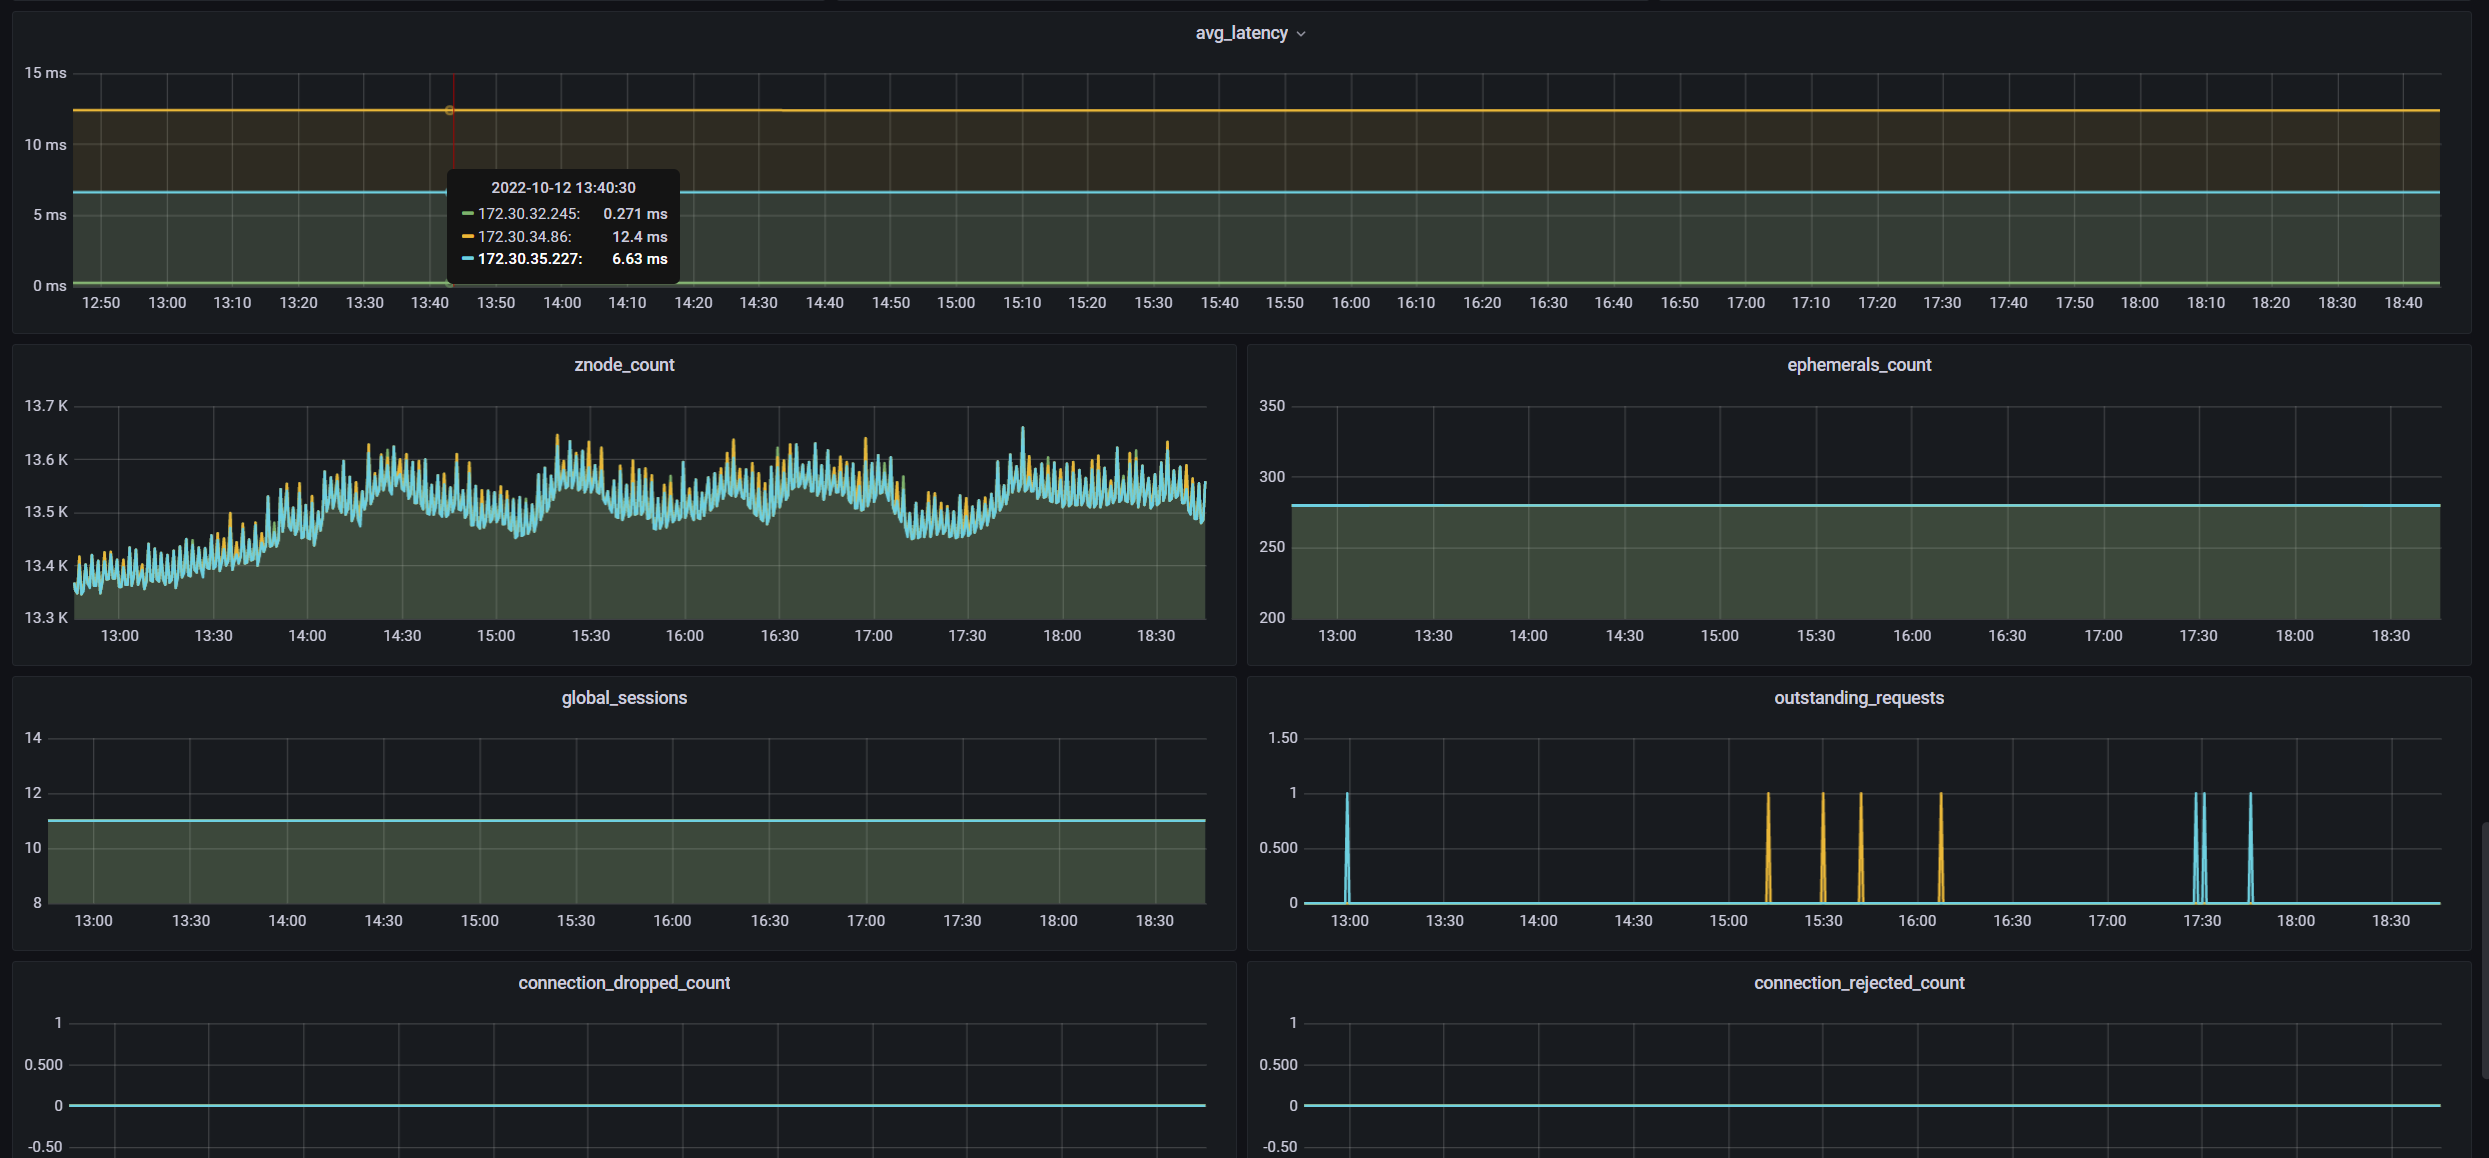 avg_latency
15 ms
10 ms
5 ms
0 ms
2022-10-12 13:40:30
172.30.32.245: 0.271 ms
172.30.34.86: 12.4 ms
172.30.35.227: 6.63 ms
12:50 13:00 13:10 13:20 13:30 13:40 13:50 14:00 14:10 14:20 14:30 14:40 14:50 15:00 15:10 15:20 15:30 15:40 15:50 16:00 16:10 16:20 16:30 16:40 16:50 17:00 17:10 17:20 17:30 17:40 17:50 18:00 18:10 18:20 18:30 18:40
znode_count
13.7 K
13.6 K
13.5 K
13.4 K
13.3 K
13:00 13:30 14:00 14:30 15:00 15:30 16:00 16:30 17:00 17:30 18:00 18:30
ephemerals_count
350
300
250
200
13:00 13:30 14:00 14:30 15:00 15:30 16:00 16:30 17:00 17:30 18:00 18:30
global_sessions
14
12
10
8
13:00 13:30 14:00 14:30 15:00 15:30 16:00 16:30 17:00 17:30 18:00 18:30
outstanding_requests
1.50
1
0.500
0
13:00 13:30 14:00 14:30 15:00 15:30 16:00 16:30 17:00 17:30 18:00 18:30
connection_dropped_count
1
0.500
0
-0.50
connection_rejected_count
1
0.500
0
-0.50